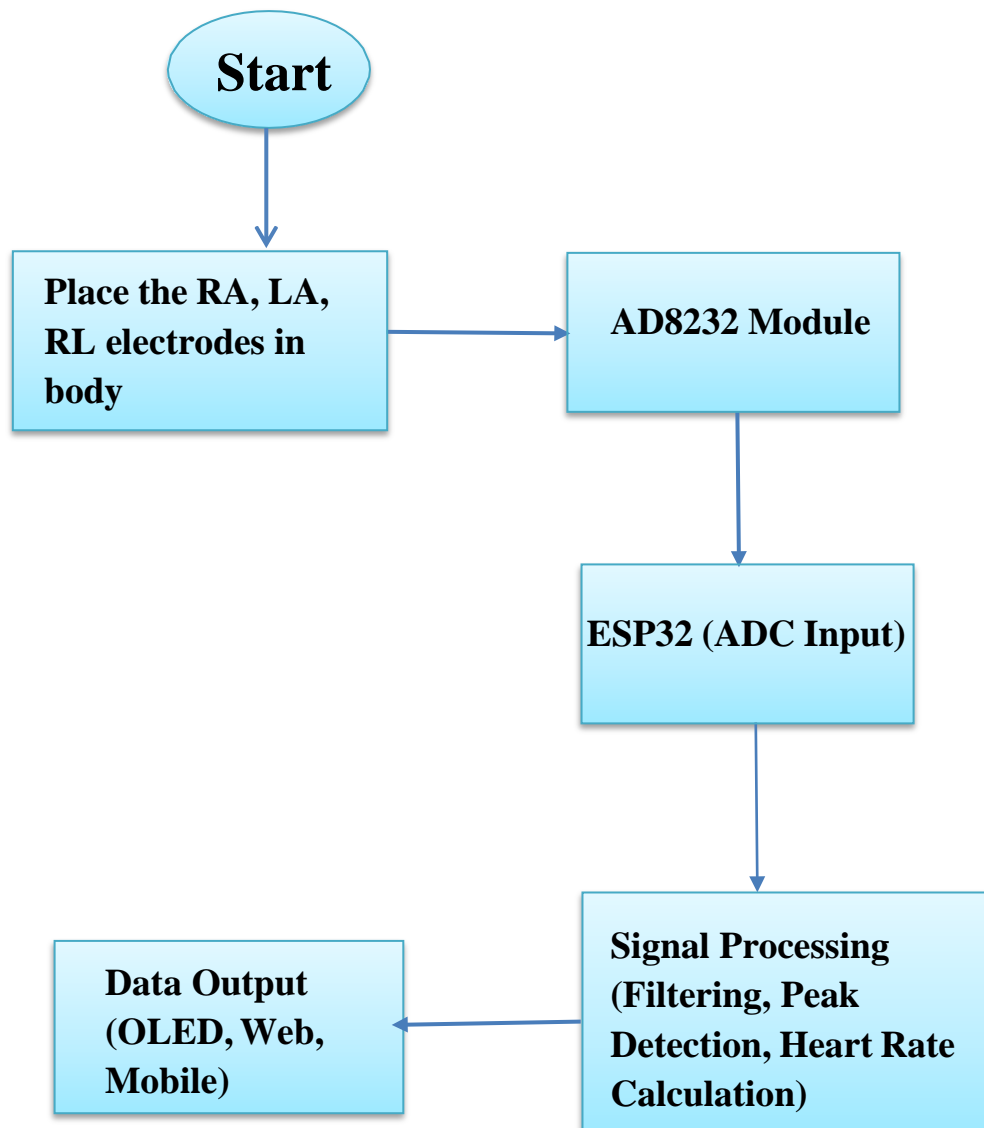 Start
Place the RA, LA,
RL electrodes in
body
AD8232 Module
ESP32 (ADC Input)
Signal Processing
(Filtering, Peak
Detection, Heart Rate
Calculation)
Data Output
(OLED, Web,
Mobile)